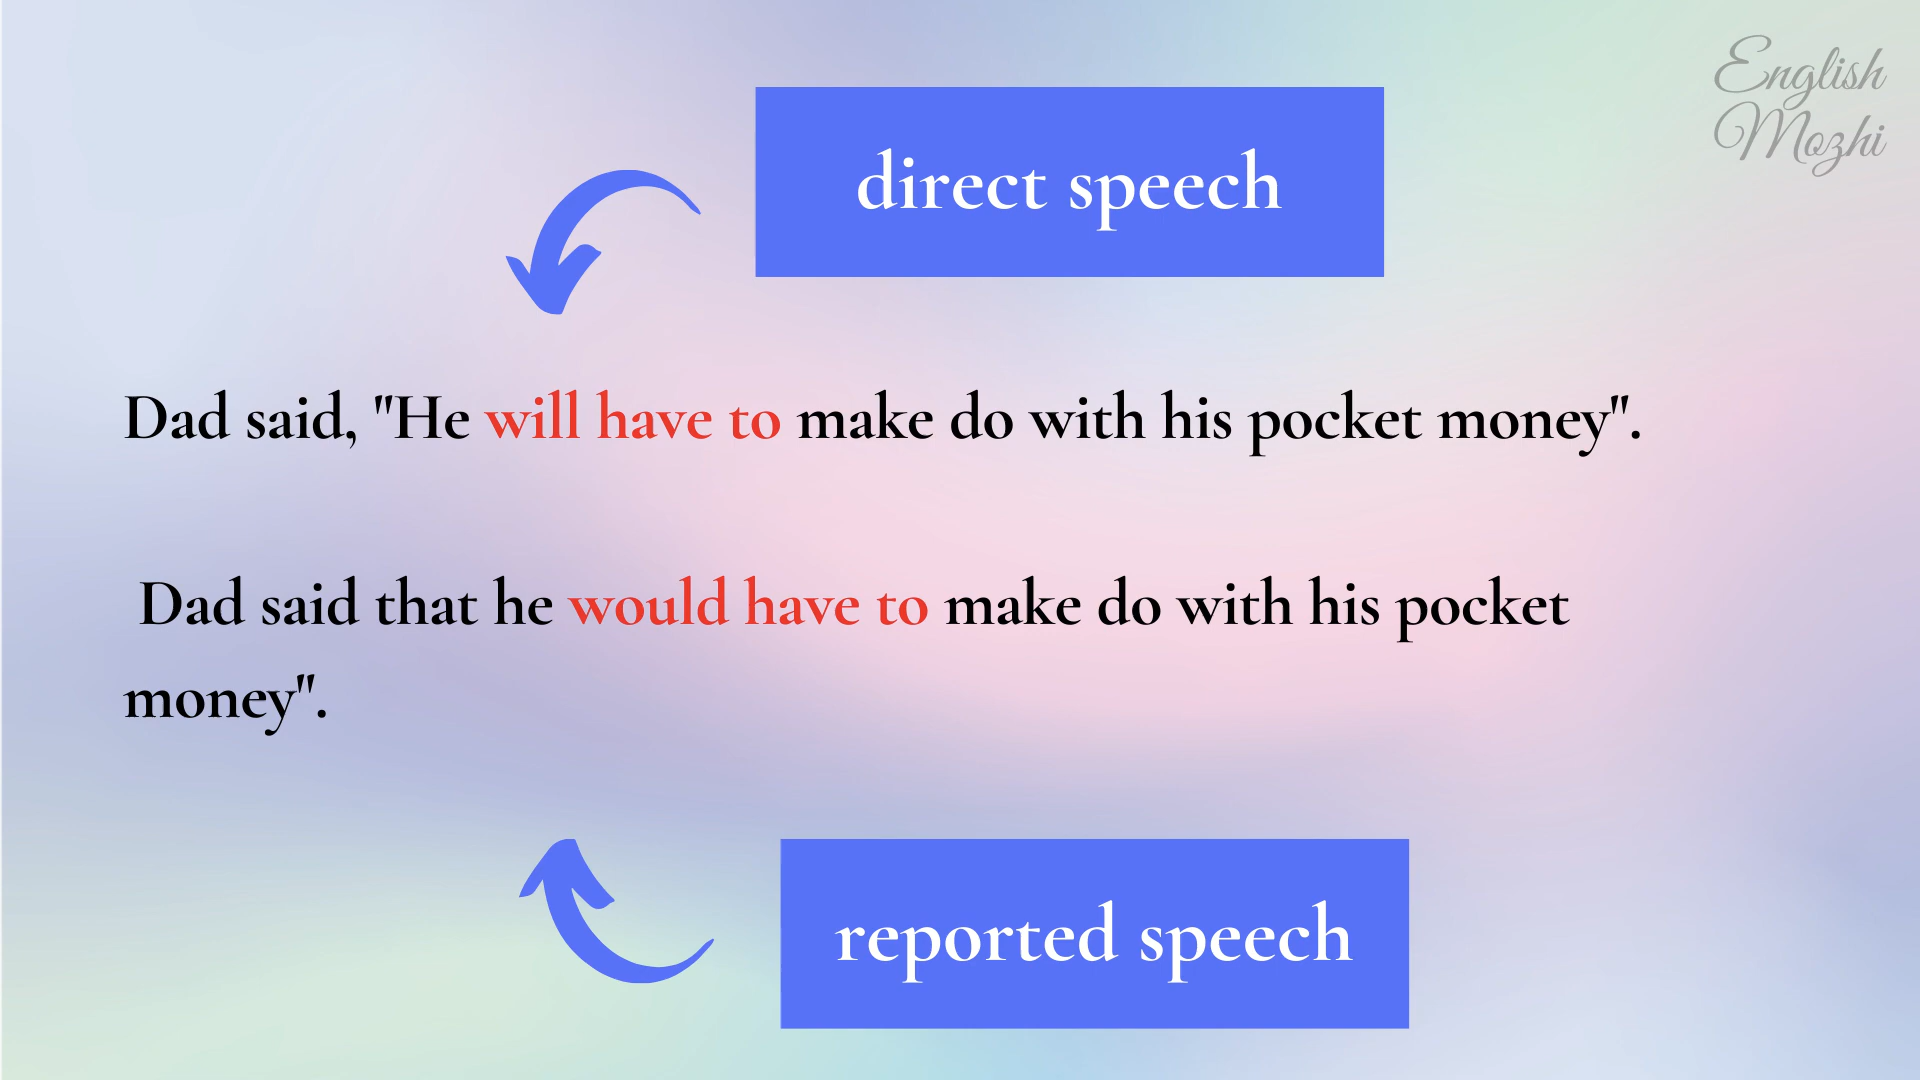 English
Mozhi
direct speech
Dad said, "He will have to make do with his pocket money".
Dad said that he would have to make do with his pocket
money".
reported speech